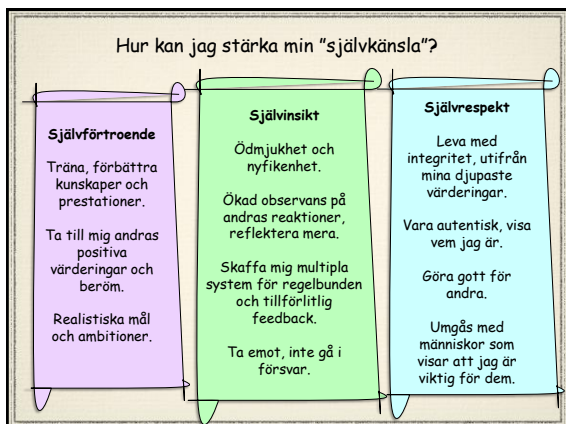 Hur kan jag stärka min ”självkänsla”?
Självförtroende
Träna, förbättra
kunskaper och
prestationer.
Ta till mig andras
positiva
värderingar och
beröm.
Realistiska mål
och ambitioner.
Självinsikt
Ödmjukhet och
nyfikenhet.
Ökad observans på
andras reaktioner,
reflektera mera.
Skaffa mig multipla
system för regelbunden
och tillförlitlig
feedback.
Ta emot, inte gå i
försvar.
Självrespekt
Leva med
integritet, utifrån
mina djupaste
värderingar.
Vara autentisk, visa
vem jag är.
Göra gott för
andra.
Umgås med
människor som
visar att jag är
viktig för dem.